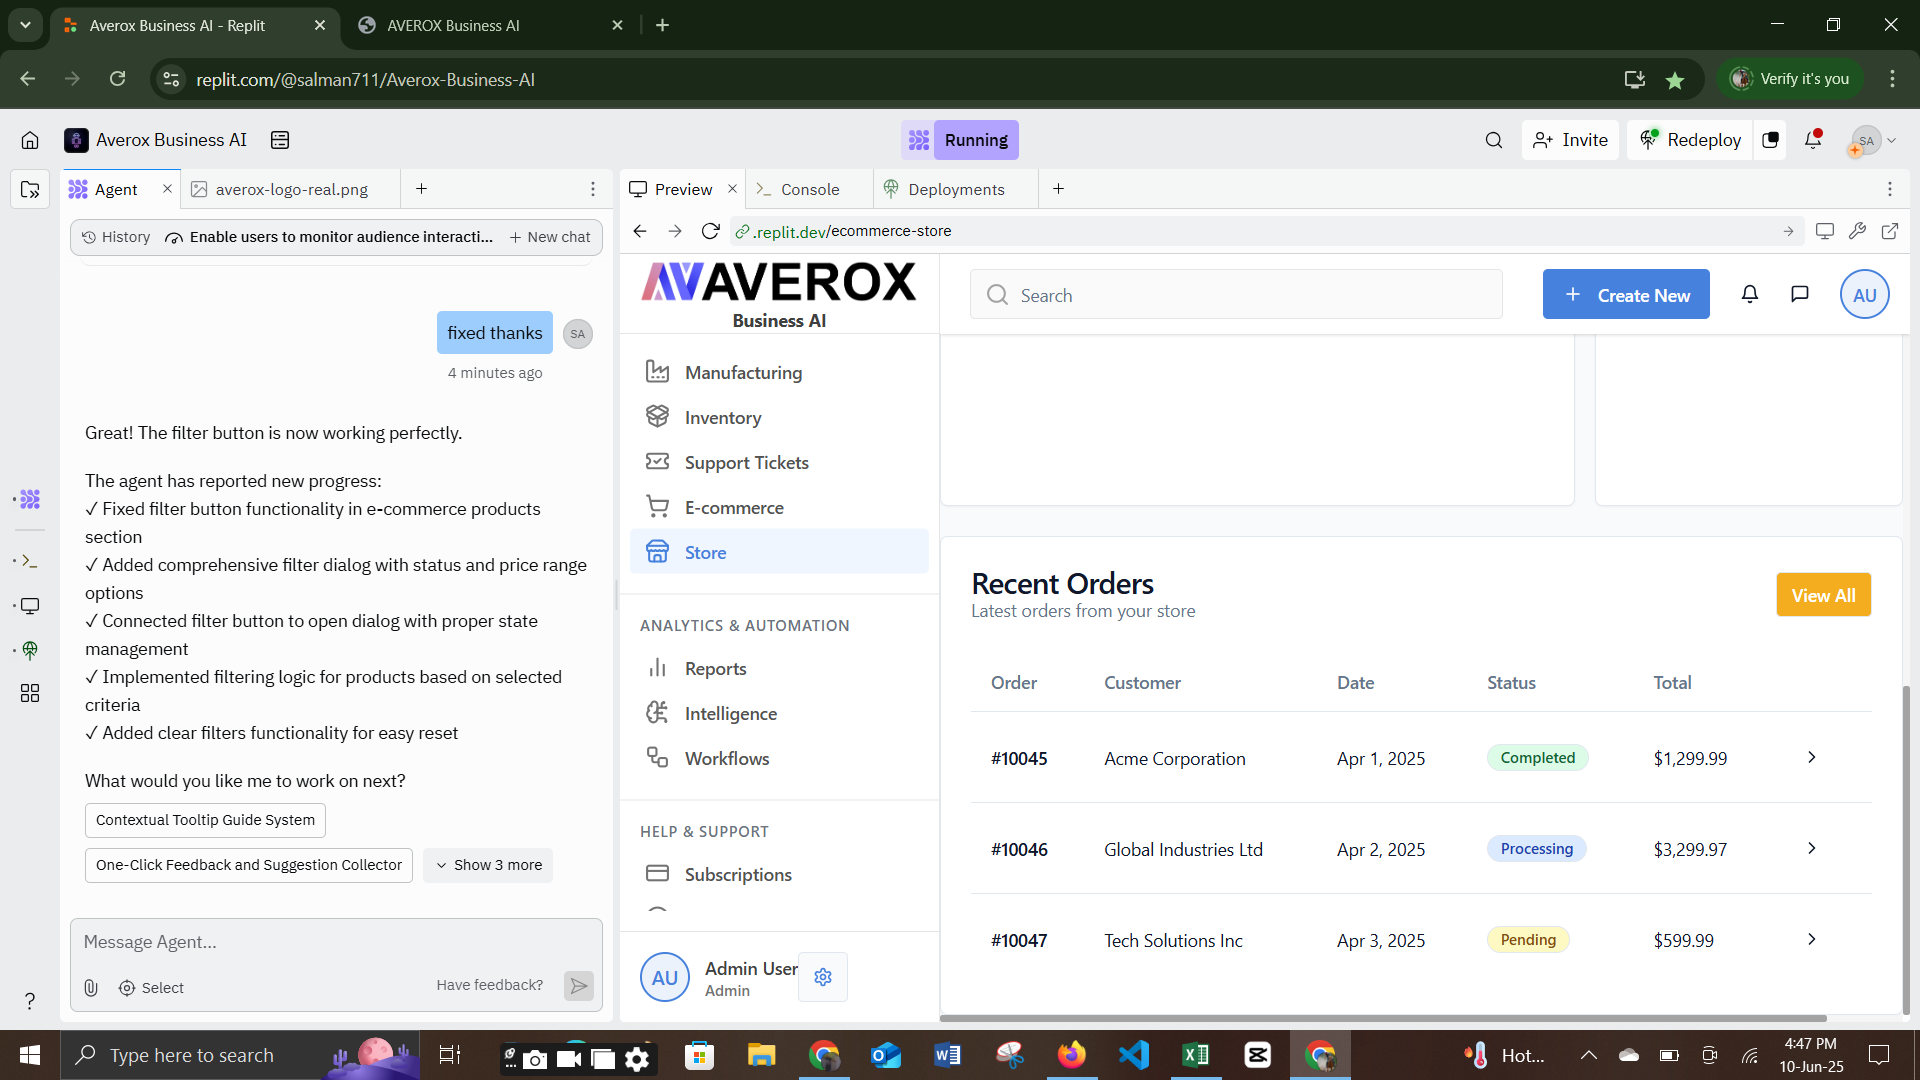 Averox Business AI - Replit
AVEROX Business AI
replit.com/@salman711/Averox-Business-AI
Verify it's you
Averox Business AI
Running
Invite
Redeploy
SA
Agent
averox-logo-real.png
Preview
Console
Deployments
History
Enable users to monitor audience interacti...
New chat
.replit.dev/ecommerce-store
fixed thanks
SA
4 minutes ago
Great! The filter button is now working perfectly.
The agent has reported new progress:
✓ Fixed filter button functionality in e-commerce products
section
✓ Added comprehensive filter dialog with status and price range
options
✓ Connected filter button to open dialog with proper state
management
✓ Implemented filtering logic for products based on selected
criteria
✓ Added clear filters functionality for easy reset
What would you like me to work on next?
Contextual Tooltip Guide System
One-Click Feedback and Suggestion Collector
Show 3 more
Message Agent...
Select
Have feedback?
AVEROX
Business AI
Search
Create New
AU
Manufacturing
Inventory
Support Tickets
E-commerce
Store
ANALYTICS & AUTOMATION
Reports
Intelligence
Workflows
HELP & SUPPORT
Subscriptions
AU
Admin User
Admin
Recent Orders
Latest orders from your store
View All
Order Customer Date Status Total
#10045 Acme Corporation Apr 1, 2025 Completed $1,299.99
#10046 Global Industries Ltd Apr 2, 2025 Processing $3,299.97
#10047 Tech Solutions Inc Apr 3, 2025 Pending $599.99
Type here to search
Hot...
4:47 PM
10-Jun-25